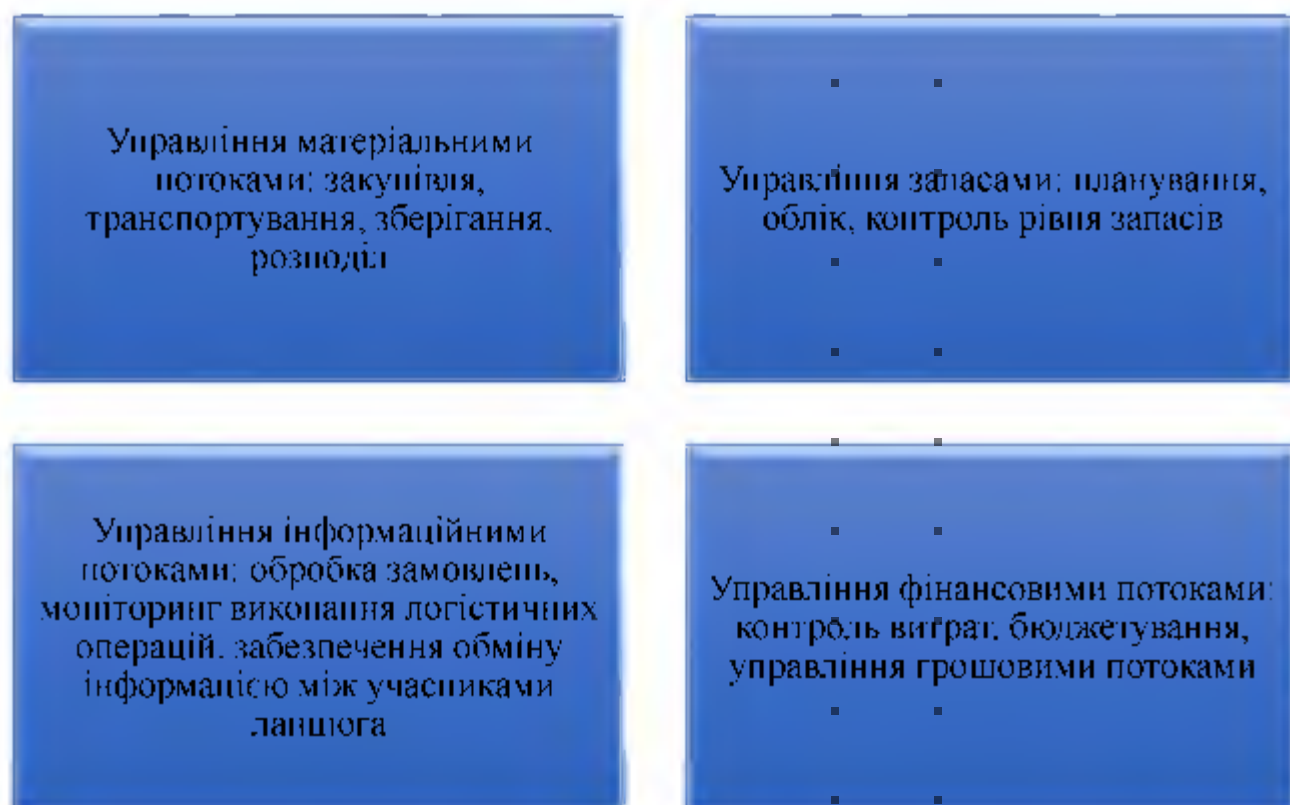 Управління матеріальними
потоками: закупівля,
транспортування, зберігання,
розподіл
Управління запасами: планування,
облік, контроль рівня запасів
Управління інформаційними
потоками: обробка замовлень,
моніторинг виконання логістичних
операцій, забезпечення обміну
інформацією між учасниками
ланцюга
Управління фінансовими потоками:
контроль витрат, бюджетування,
управління грошовими потоками